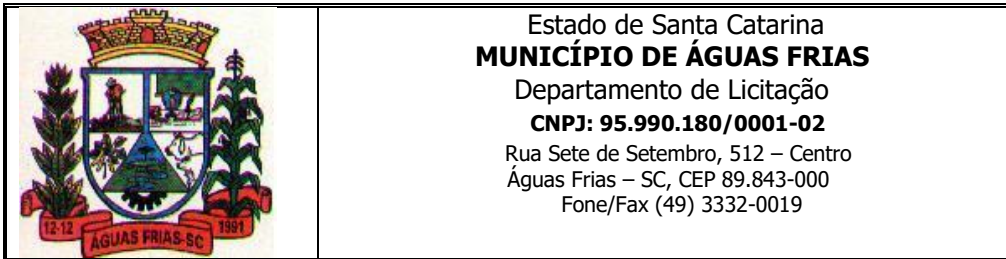 12-12
ÁGUAS FRIAS-SC
1991
Estado de Santa Catarina
MUNICÍPIO DE ÁGUAS FRIAS
Departamento de Licitação
CNPJ: 95.990.180/0001-02
Rua Sete de Setembro, 512 – Centro
Águas Frias – SC, CEP 89.843-000
Fone/Fax (49) 3332-0019